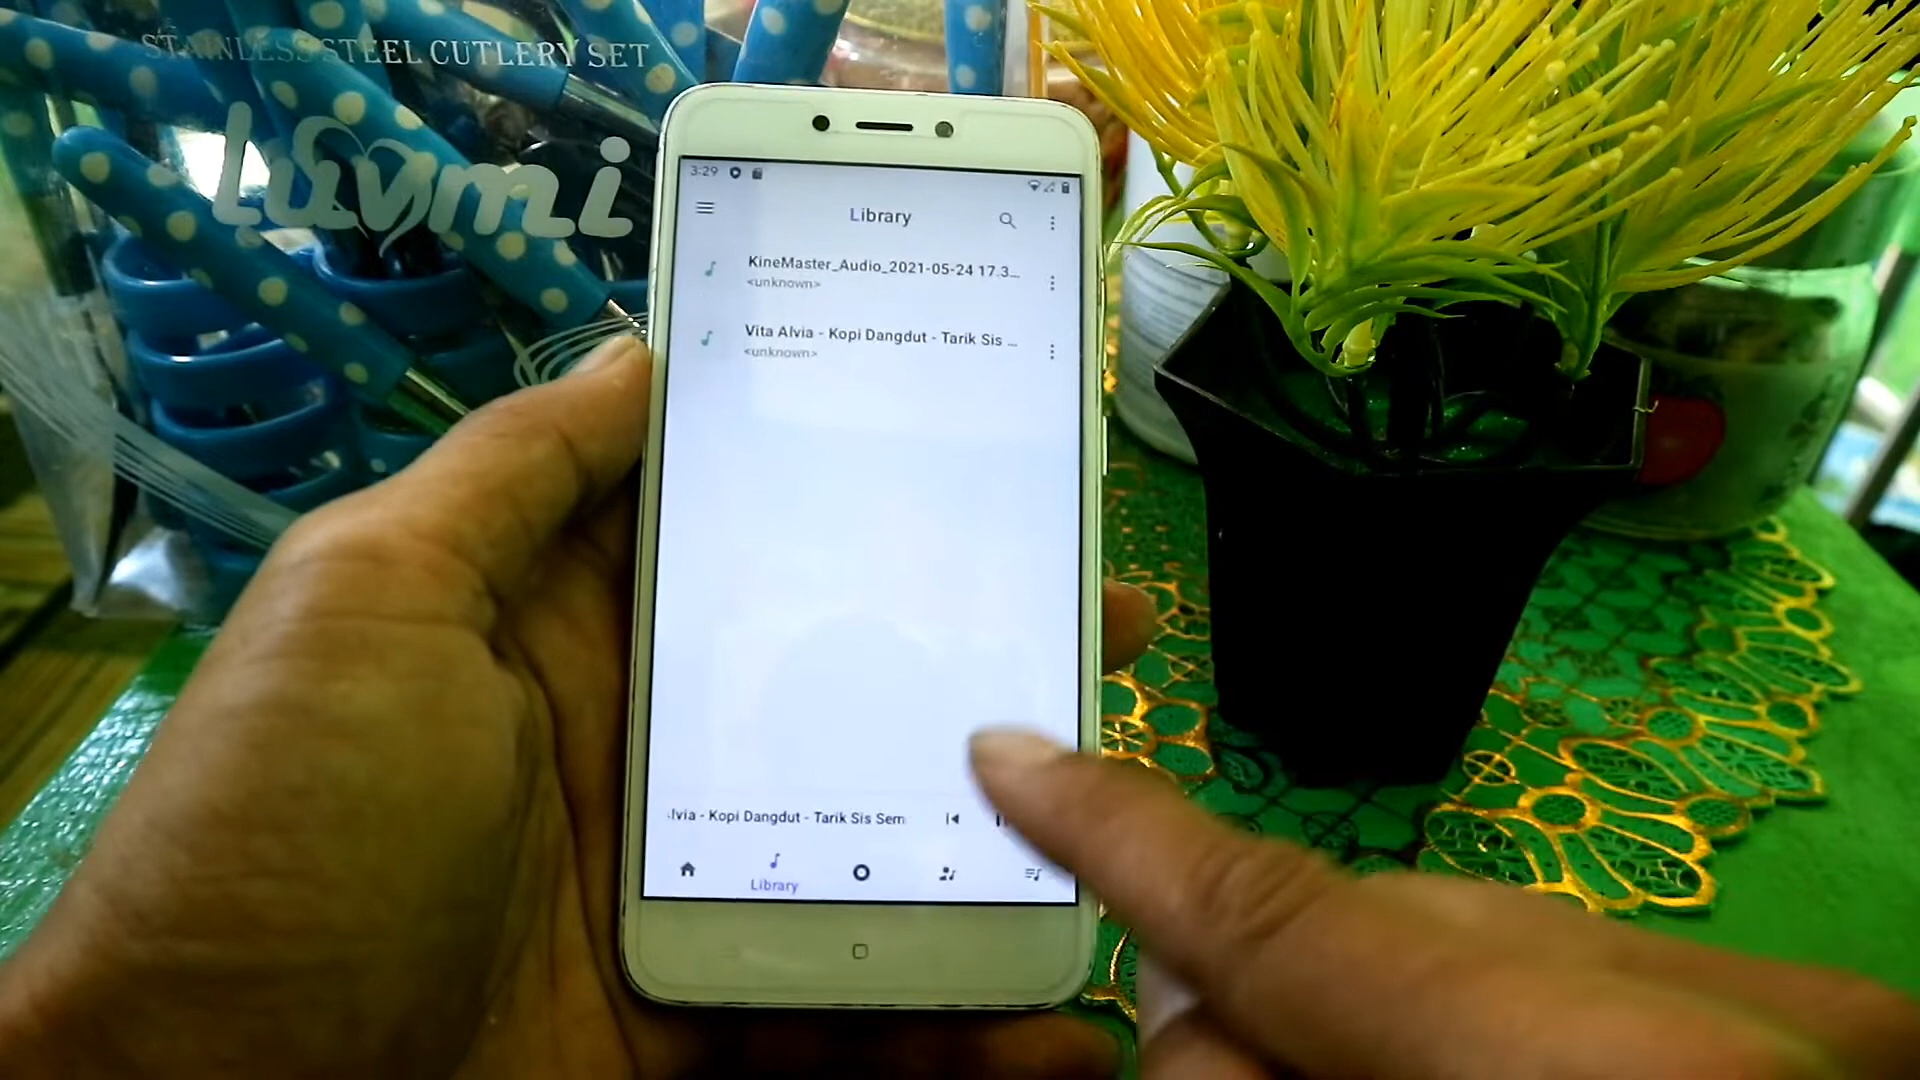 STAINLESS STEEL CUTLERY SET
luvmi
3:29
Library
KineMaster_Audio_2021-05-24 17.3...
<unknown>
Vita Alvia - Kopi Dangdut - Tarik Sis ...
<unknown>
lvia - Kopi Dangdut - Tarik Sis Sem
Library